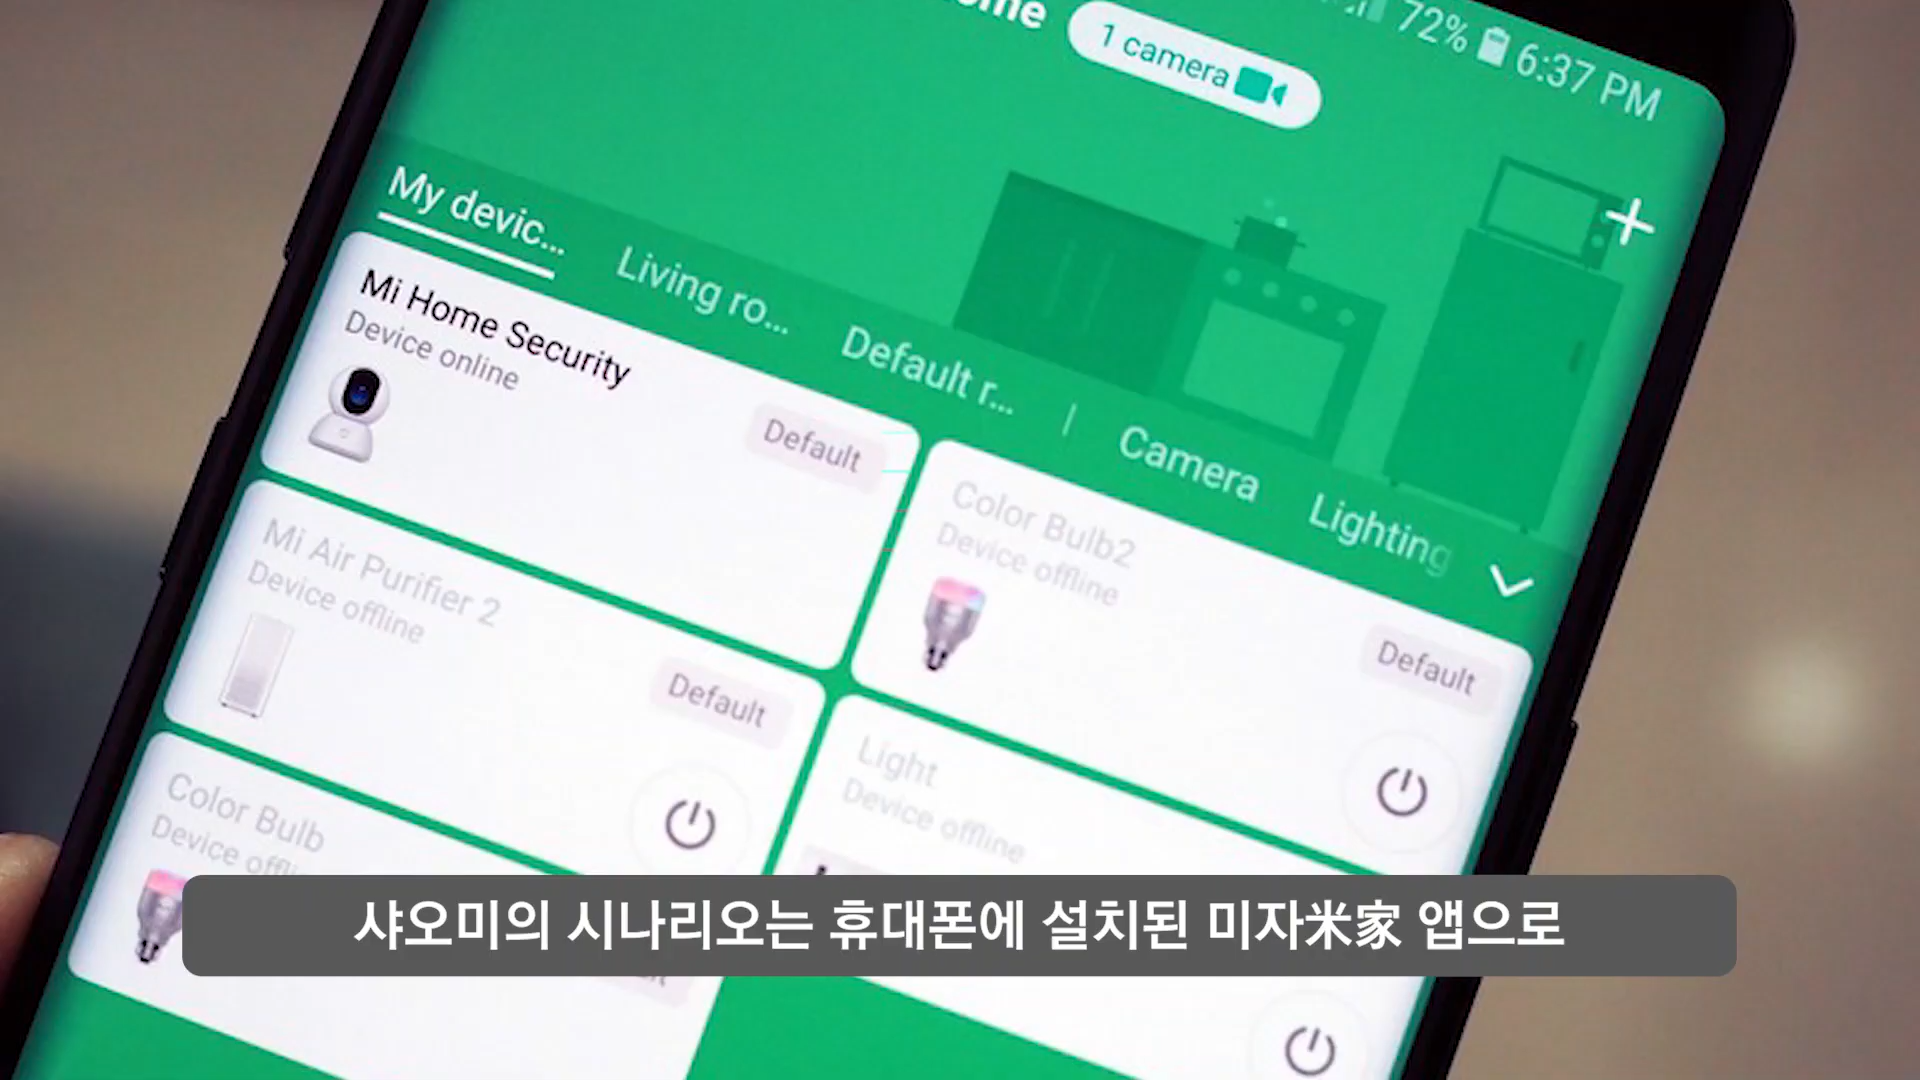 1 camera
72% 6:37 PM
My devic...
Living ro...
Default r...
Camera
Lighting
Mi Home Security
Device online
Default
Color Bulb2
Device offline
Default
Mi Air Purifier 2
Device offline
Default
Light
Device offline
Color Bulb
샤오미의 시나리오는 휴대폰에 설치된 미자米家 앱으로